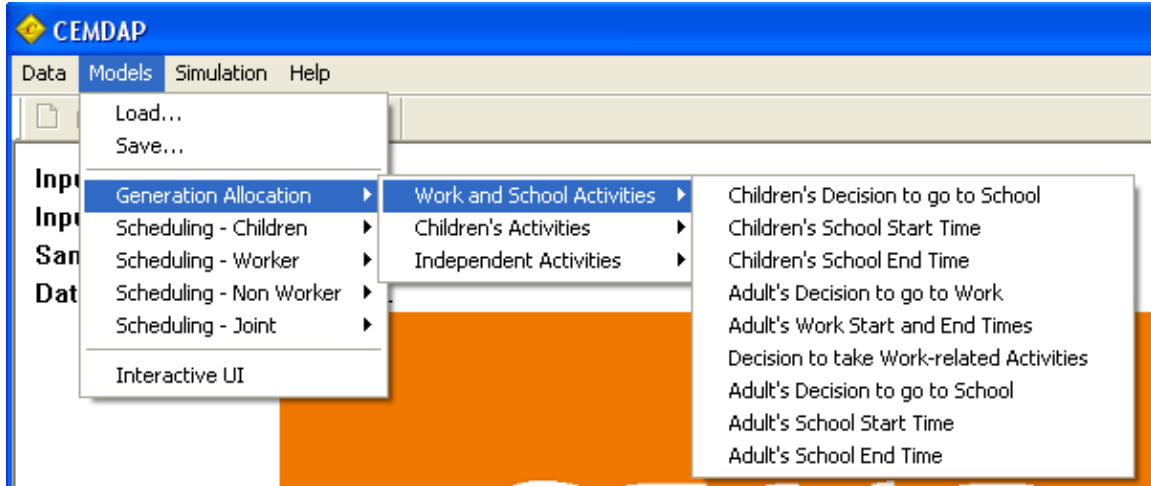 CEMDAP
Data Models Simulation Help
Load...
Save...
Generation Allocation
Scheduling - Children
Scheduling - Worker
Scheduling - Non Worker
Scheduling - Joint
Interactive UI
Work and School Activities
Children's Activities
Independent Activities
Children's Decision to go to School
Children's School Start Time
Children's School End Time
Adult's Decision to go to Work
Adult's Work Start and End Times
Decision to take Work-related Activities
Adult's Decision to go to School
Adult's School Start Time
Adult's School End Time